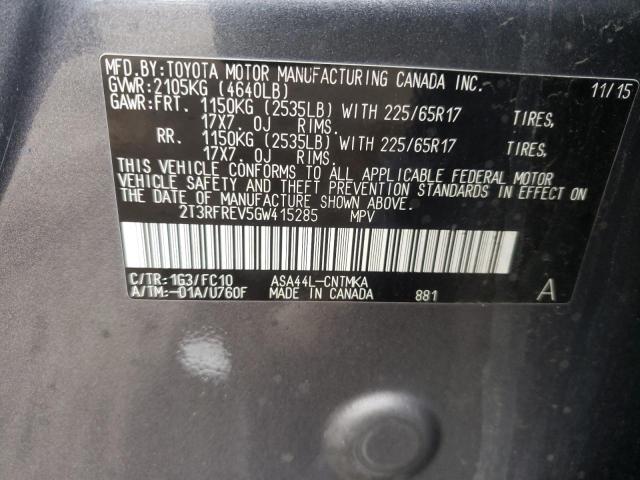 MFD.BY:TOYOTA MOTOR MANUFACTURING CANADA INC. 11/15
GVWR:2105KG (4640LB)
GAWR:FRT. 1150KG (2535LB) WITH 225/65R17 TIRES,
17X7.0J RIMS.
RR. 1150KG (2535LB) WITH 225/65R17 TIRES,
17X7.0J RIMS.
THIS VEHICLE CONFORMS TO ALL APPLICABLE FEDERAL MOTOR
VEHICLE SAFETY AND THEFT PREVENTION STANDARDS IN EFFECT ON
THE DATE OF MANUFACTURE SHOWN ABOVE.
2T3RFREV5GW415285 MPV
C/TR:1G3/FC10 ASA44L-CNTMKA
A/TM:-01A/U760F MADE IN CANADA 881 A